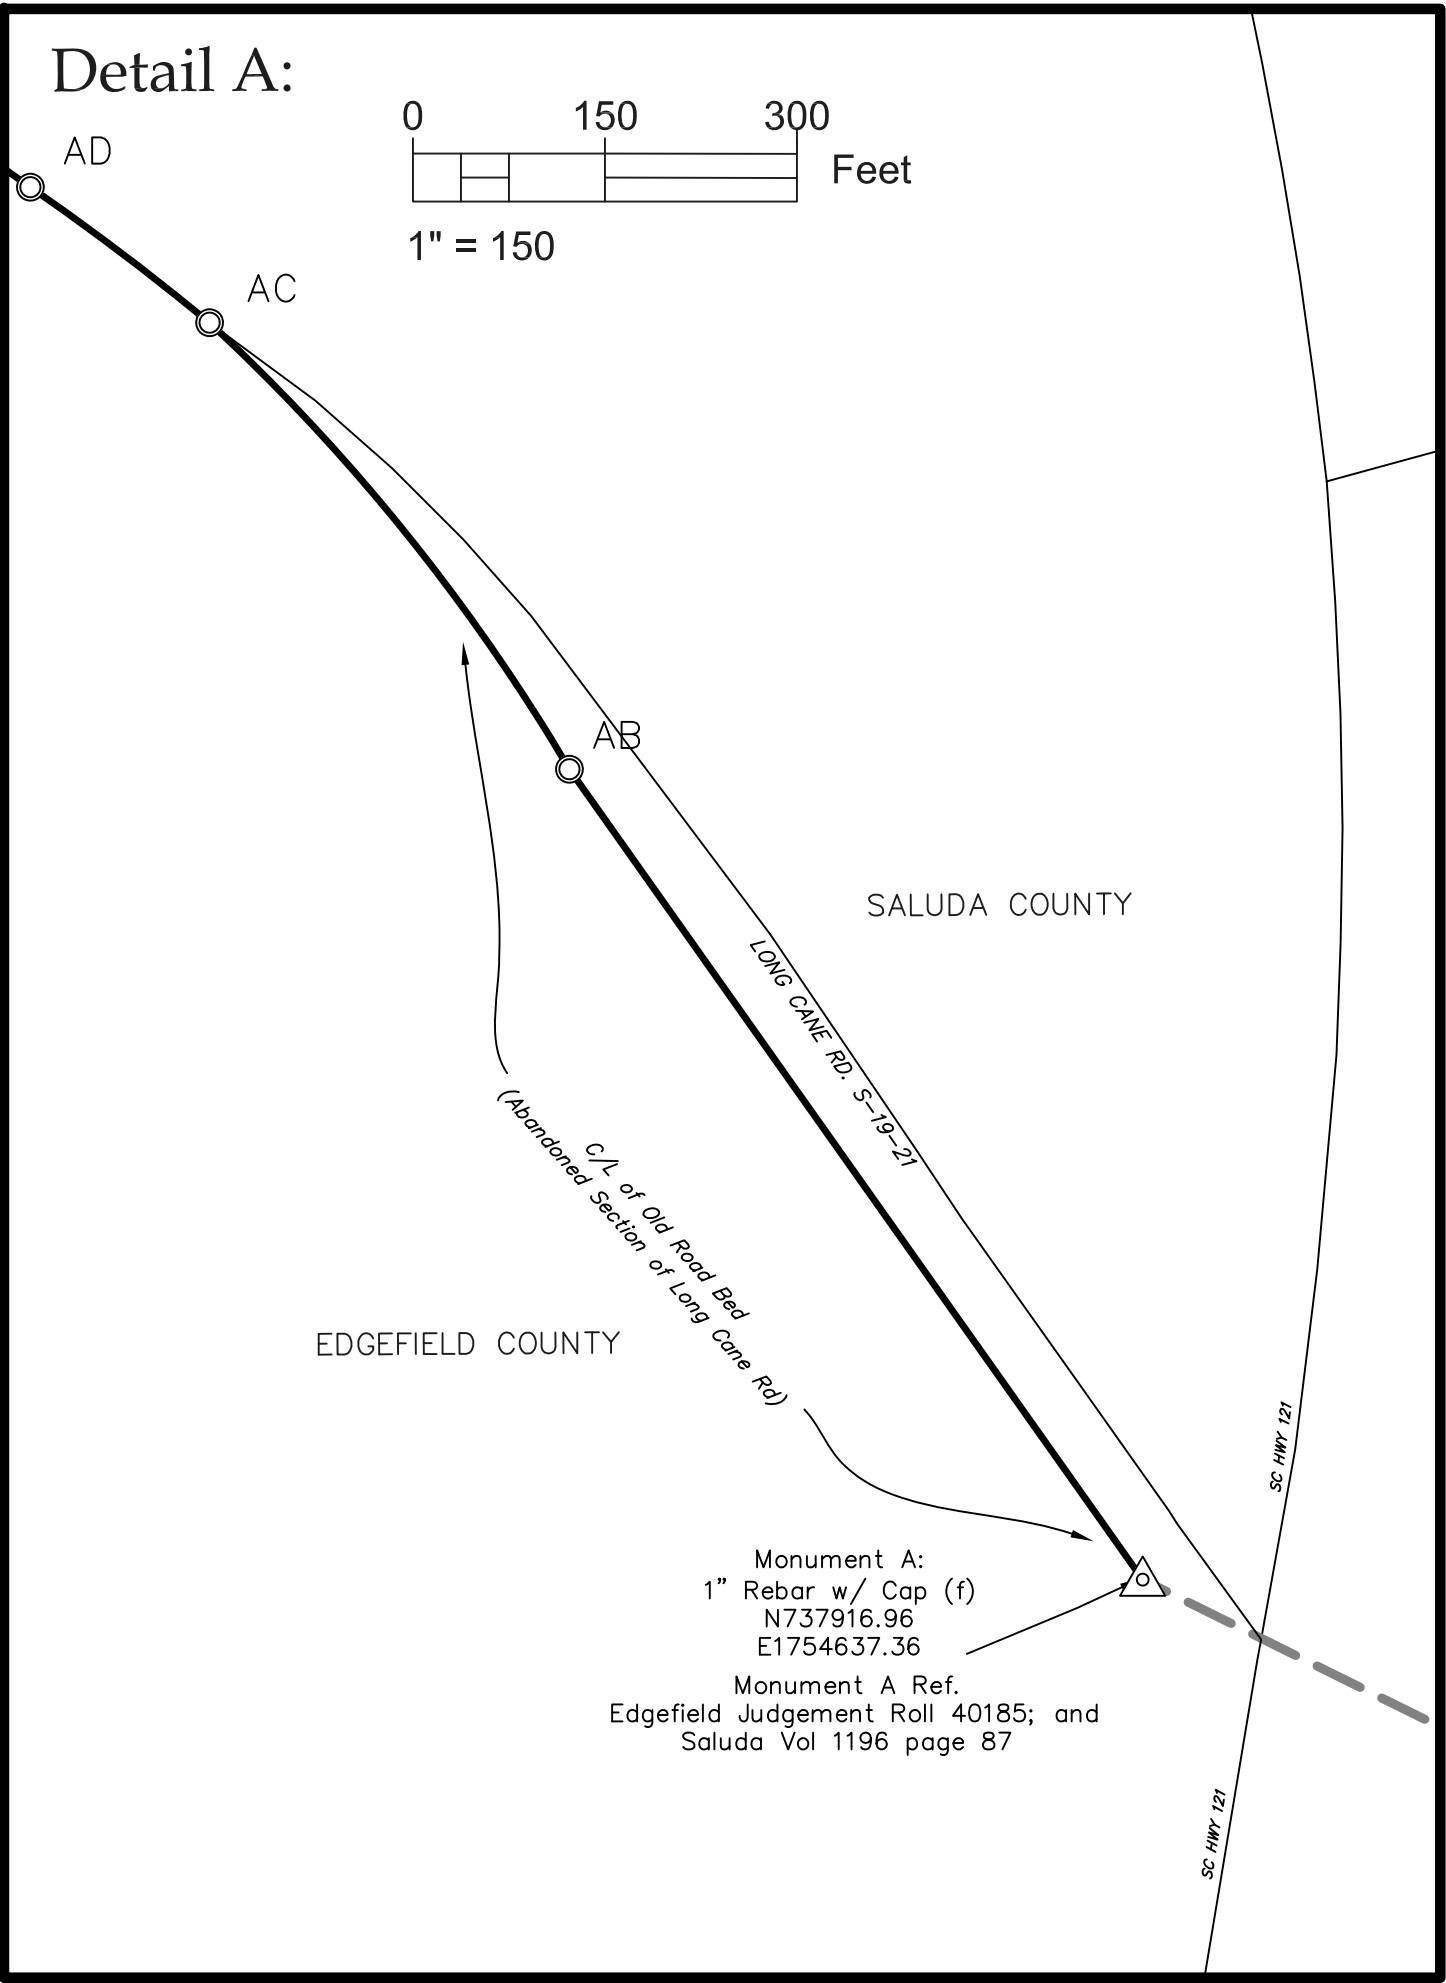 Detail A:
0 150 300
Feet
1" = 150
AD
AC
AB
SALUDA COUNTY
LONG CANE RD. S-19-21
C/L of Old Road Bed
(Abandoned Section of Long Cane Rd)
EDGEFIELD COUNTY
SC HWY 121
Monument A:
1" Rebar w/ Cap (f)
N737916.96
E1754637.36
Monument A Ref.
Edgefield Judgement Roll 40185; and
Saluda Vol 1196 page 87
SC HWY 121